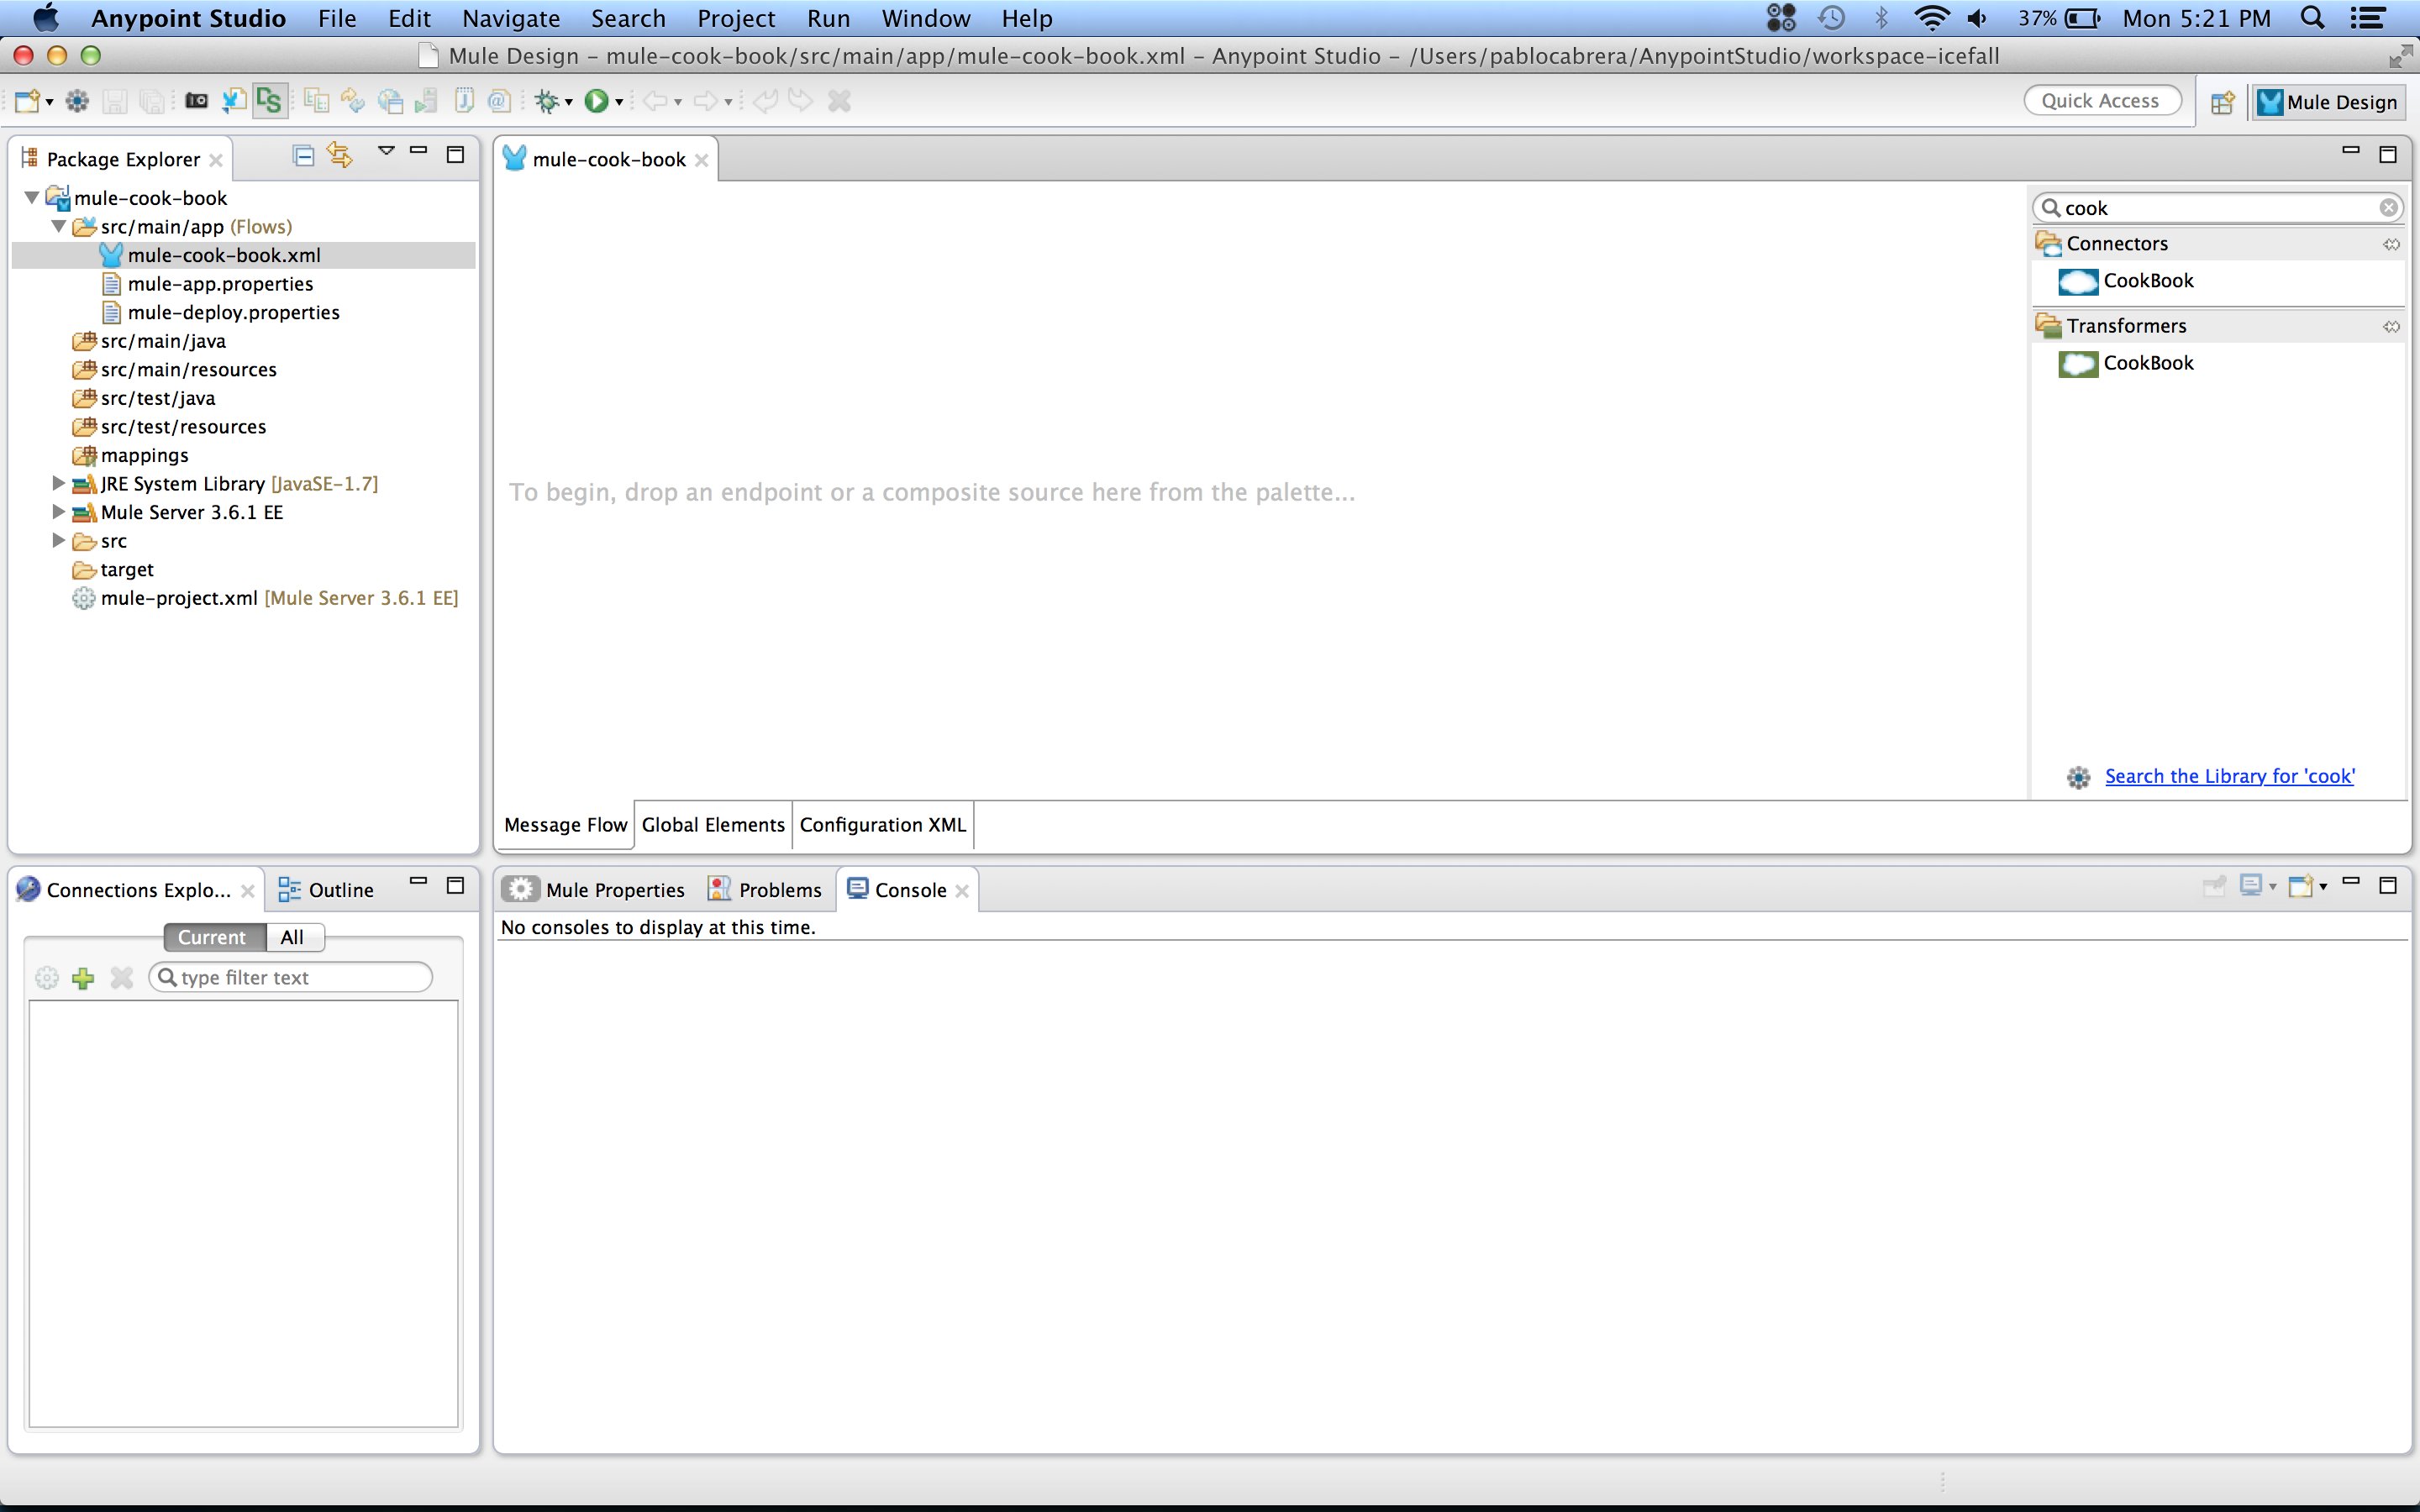 Anypoint Studio File Edit Navigate Search Project Run Window Help 37% Mon 5:21 PM
Mule Design – mule-cook-book/src/main/app/mule-cook-book.xml – Anypoint Studio – /Users/pablocabrera/AnypointStudio/workspace-icefall
Quick Access Mule Design
Package Explorer
mule-cook-book
src/main/app (Flows)
mule-cook-book.xml
mule-app.properties
mule-deploy.properties
src/main/java
src/main/resources
src/test/java
src/test/resources
mappings
JRE System Library [JavaSE-1.7]
Mule Server 3.6.1 EE
src
target
mule-project.xml [Mule Server 3.6.1 EE]
mule-cook-book
To begin, drop an endpoint or a composite source here from the palette...
cook
Connectors
CookBook
Transformers
CookBook
Search the Library for 'cook'
Message Flow Global Elements Configuration XML
Connections Explo... Outline
Current All
type filter text
Mule Properties Problems Console
No consoles to display at this time.